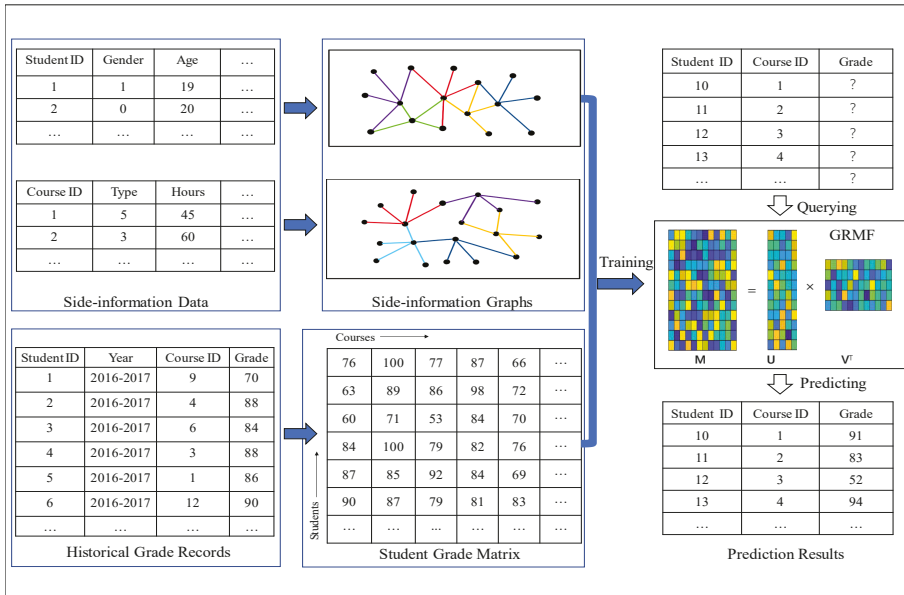 Student ID Gender Age …
1 1 19 …
2 0 20 …
… … … …
Course ID Type Hours …
1 5 45 …
2 3 60 …
… … … …
Side-information Data
Side-information Graphs
Student ID Year Course ID Grade
1 2016-2017 9 70
2 2016-2017 4 88
3 2016-2017 6 84
4 2016-2017 3 88
5 2016-2017 1 86
6 2016-2017 12 90
… … … …
Historical Grade Records
Courses
Students
76 100 77 87 66 …
63 89 86 98 72 …
60 71 53 84 70 …
84 100 79 82 76 …
87 85 92 84 69 …
90 87 79 81 83 …
… … ... … … …
Student Grade Matrix
Training
Student ID Course ID Grade
10 1 ?
11 2 ?
12 3 ?
13 4 ?
… … ?
Querying
GRMF
= ×
M U Vᵀ
Predicting
Student ID Course ID Grade
10 1 91
11 2 83
12 3 52
13 4 94
… … …
Prediction Results